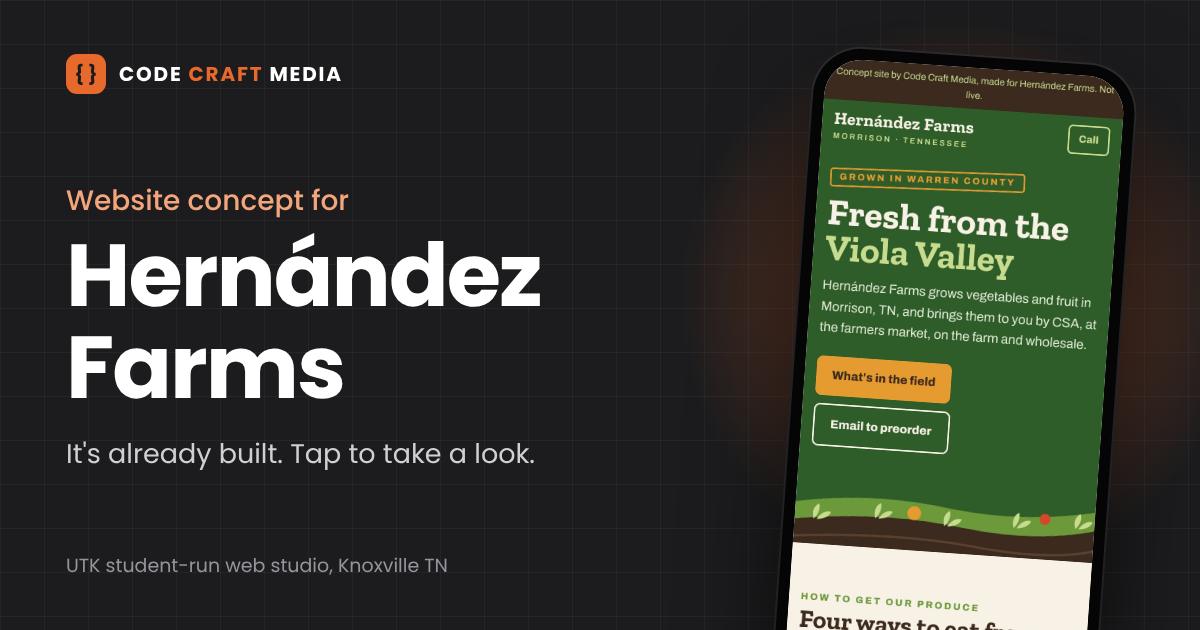 { } CODE CRAFT MEDIA
Website concept for
Hernández
Farms
It's already built. Tap to take a look.
UTK student-run web studio, Knoxville TN
Concept site by Code Craft Media, made for Hernández Farms. Not
live.
Hernández Farms
MORRISON · TENNESSEE
Call
GROWN IN WARREN COUNTY
Fresh from the
Viola Valley
Hernández Farms grows vegetables and fruit in
Morrison, TN, and brings them to you by CSA, at
the farmers market, on the farm and wholesale.
What's in the field
Email to preorder
HOW TO GET OUR PRODUCE
Four ways to eat